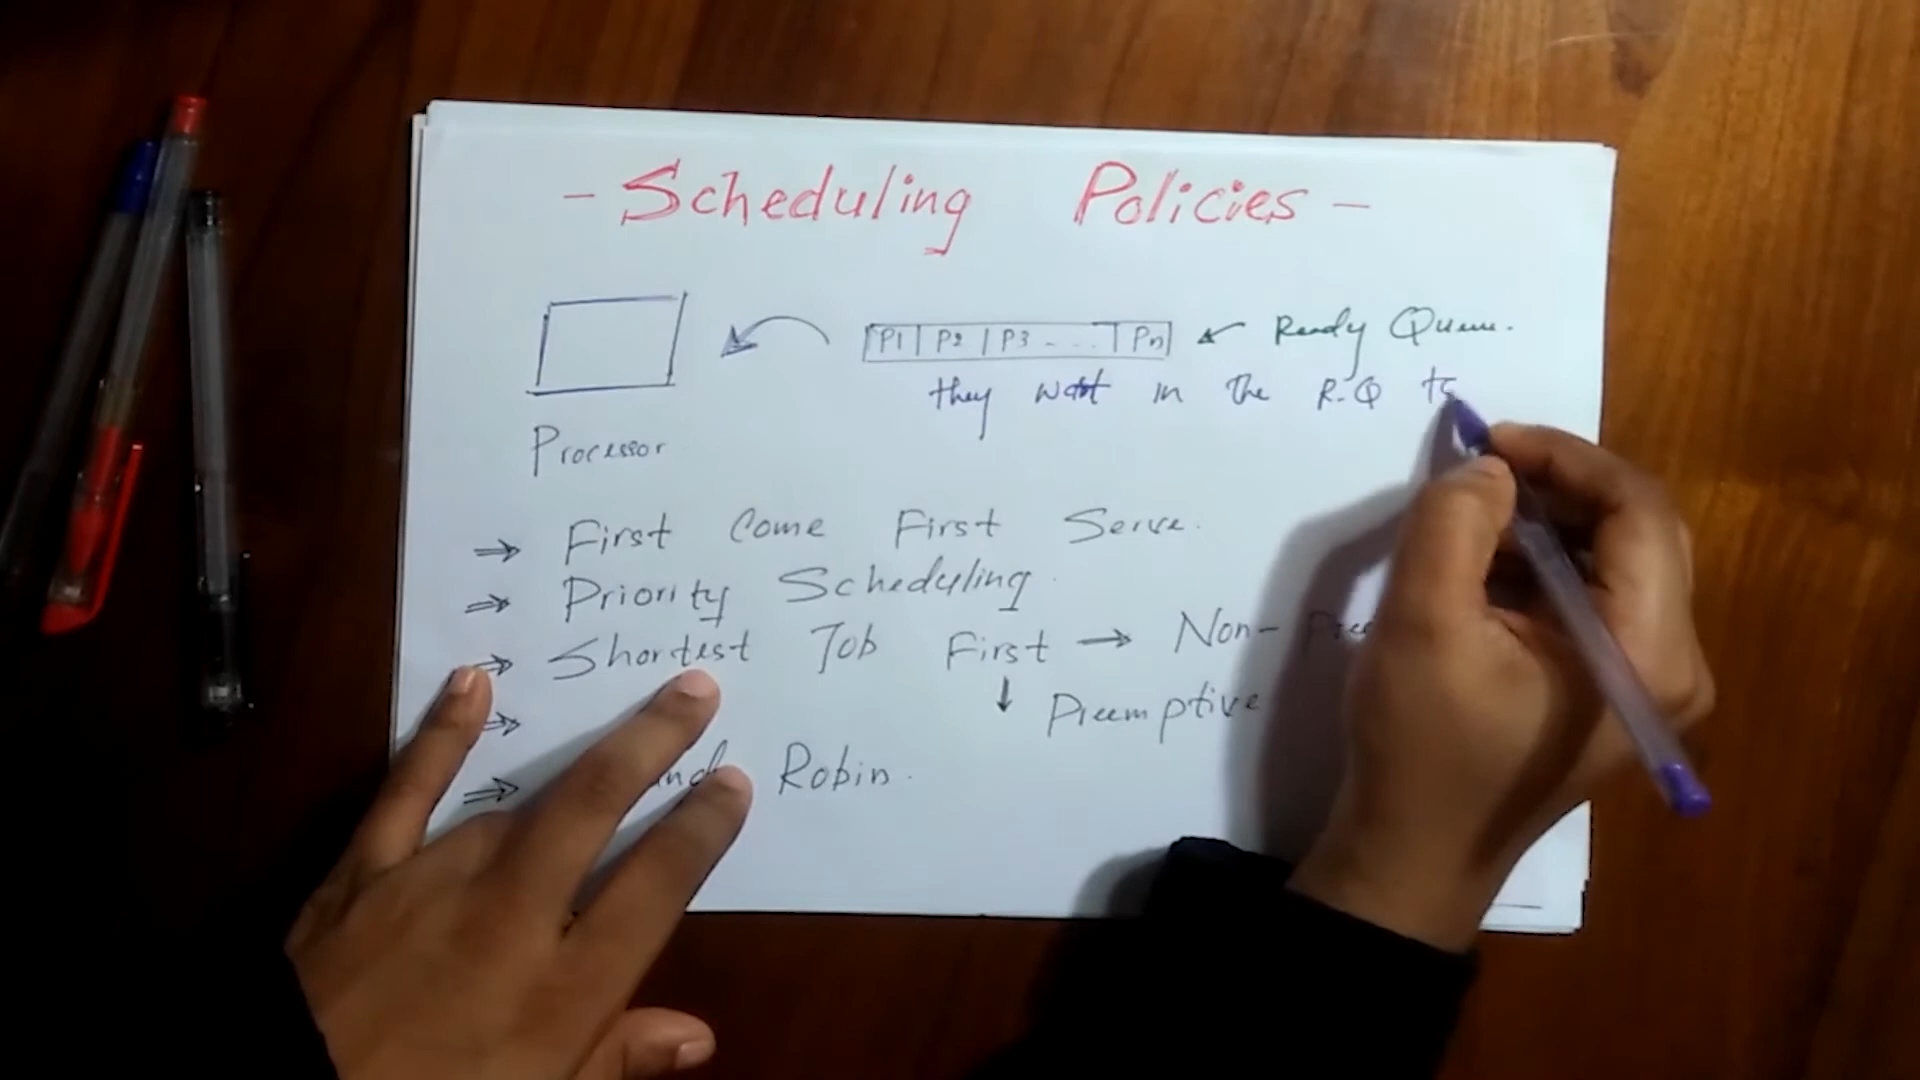 - Scheduling Policies -
P1 P2 P3 - . . . Pn ← Ready Queue.
they wait in the R.Q to
Processor
⇒ First Come First Serve.
⇒ Priority Scheduling.
⇒ Shortest Job First → Non-
↓ Preemptive
⇒
⇒ Robin.